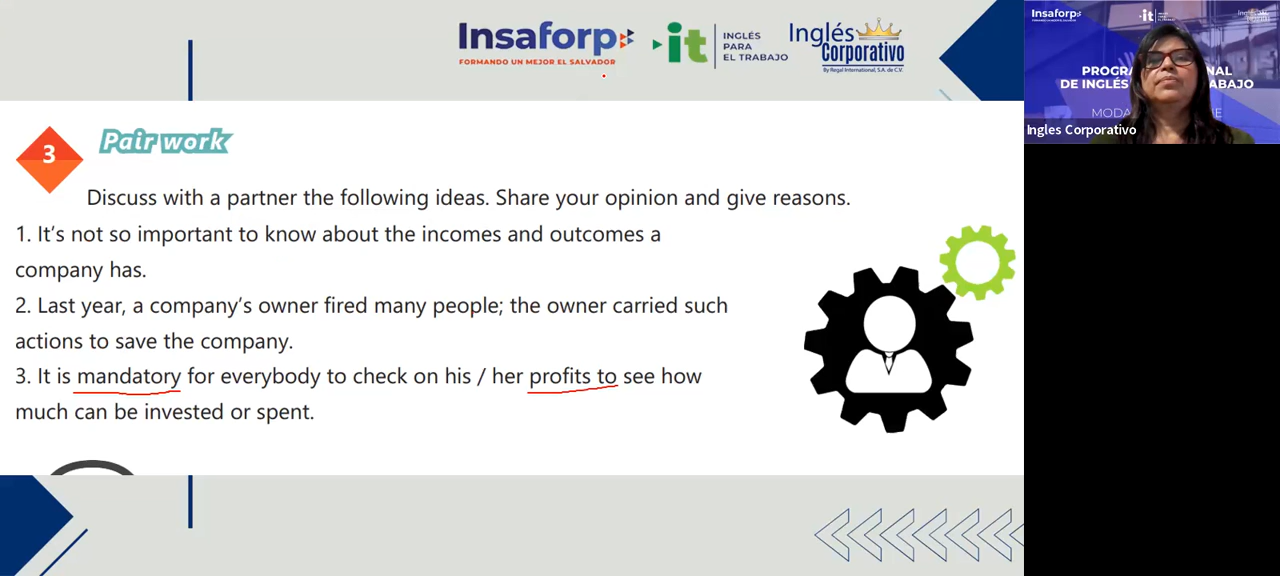 Insaforp
FORMANDO UN MEJOR EL SALVADOR
it
INGLÉS
PARA
EL TRABAJO
Inglés
Corporativo
By Regal International, S.A. de C.V.
3
Pair work
Discuss with a partner the following ideas. Share your opinion and give reasons.
1. It’s not so important to know about the incomes and outcomes a
company has.
2. Last year, a company’s owner fired many people; the owner carried such
actions to save the company.
3. It is mandatory for everybody to check on his / her profits to see how
much can be invested or spent.
Insaforp
it
Ingles Corporativo